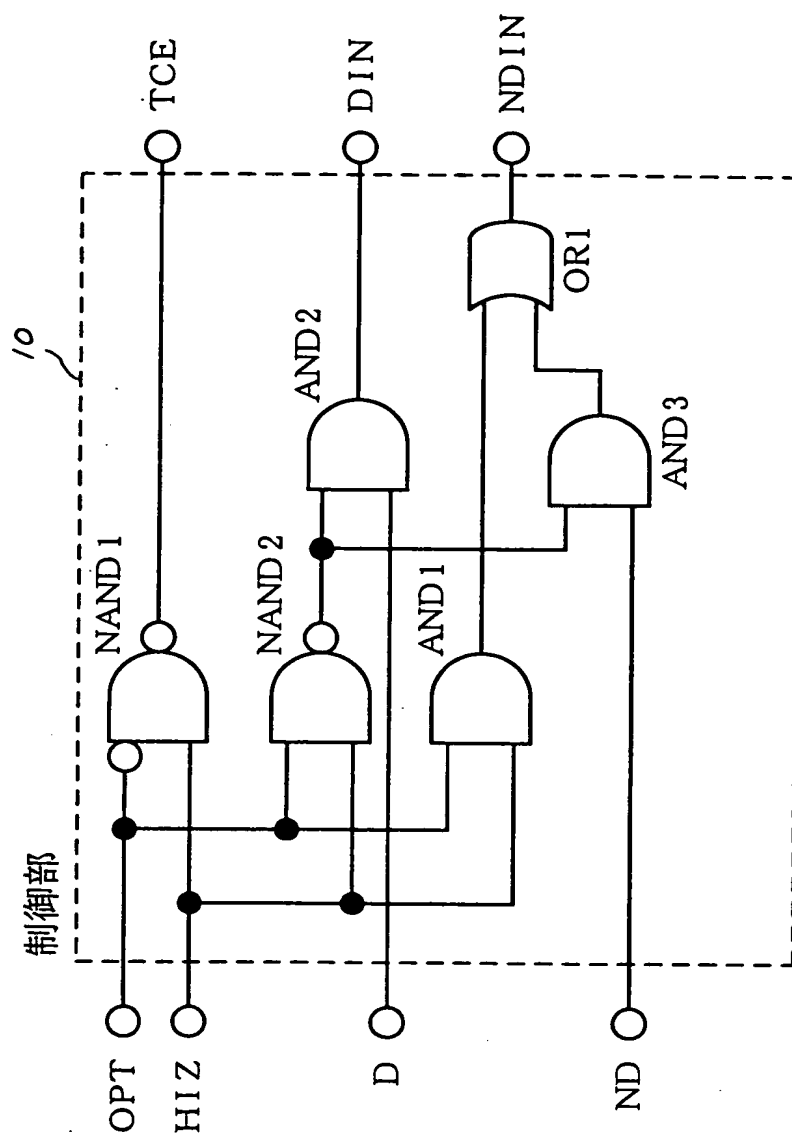 制御部
10
OPT
HIZ
D
ND
NAND1
NAND2
AND1
AND2
AND3
OR1
TCE
DIN
NDIN